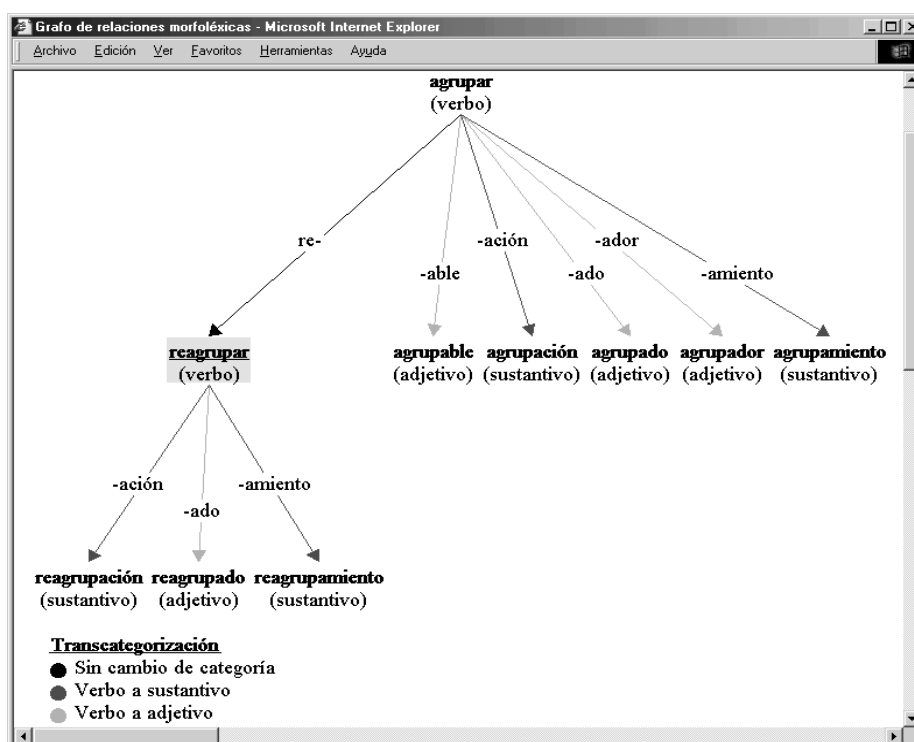 Grafo de relaciones morfoléxicas - Microsoft Internet Explorer
Archivo Edición Ver Favoritos Herramientas Ayuda
agrupar
(verbo)
re- -ación -ador
-able -ado -amiento
reagrupar agrupable agrupación agrupado agrupador agrupamiento
(verbo) (adjetivo) (sustantivo) (adjetivo) (adjetivo) (sustantivo)
-ación -amiento
-ado
reagrupación reagrupado reagrupamiento
(sustantivo) (adjetivo) (sustantivo)
Transcategorización
Sin cambio de categoría
Verbo a sustantivo
Verbo a adjetivo